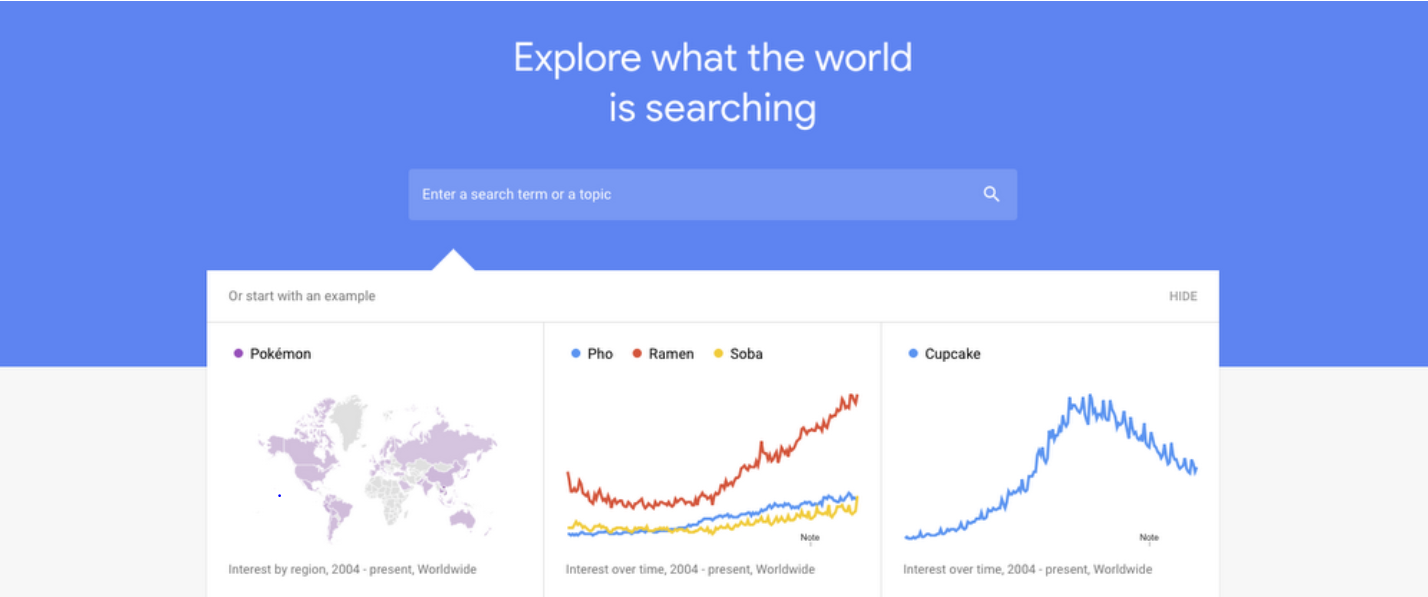 Explore what the world
is searching
Enter a search term or a topic
Or start with an example
HIDE
Pokémon
Interest by region, 2004 - present, Worldwide
Pho Ramen Soba
Note
Interest over time, 2004 - present, Worldwide
Cupcake
Note
Interest over time, 2004 - present, Worldwide